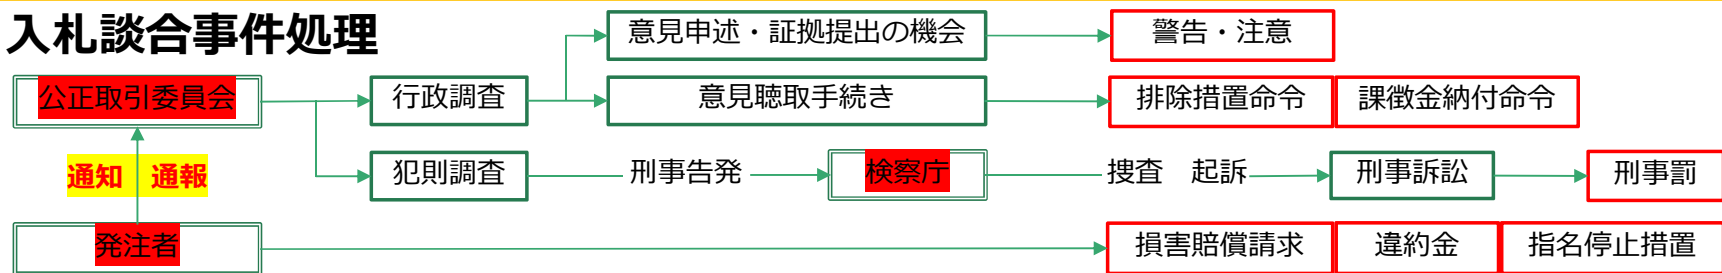 入札談合事件処理
意見申述・証拠提出の機会
警告・注意
公正取引委員会
行政調査
意見聴取手続き
排除措置命令
課徴金納付命令
通知 通報
犯則調査
刑事告発
検察庁
捜査 起訴
刑事訴訟
刑事罰
発注者
損害賠償請求
違約金
指名停止措置